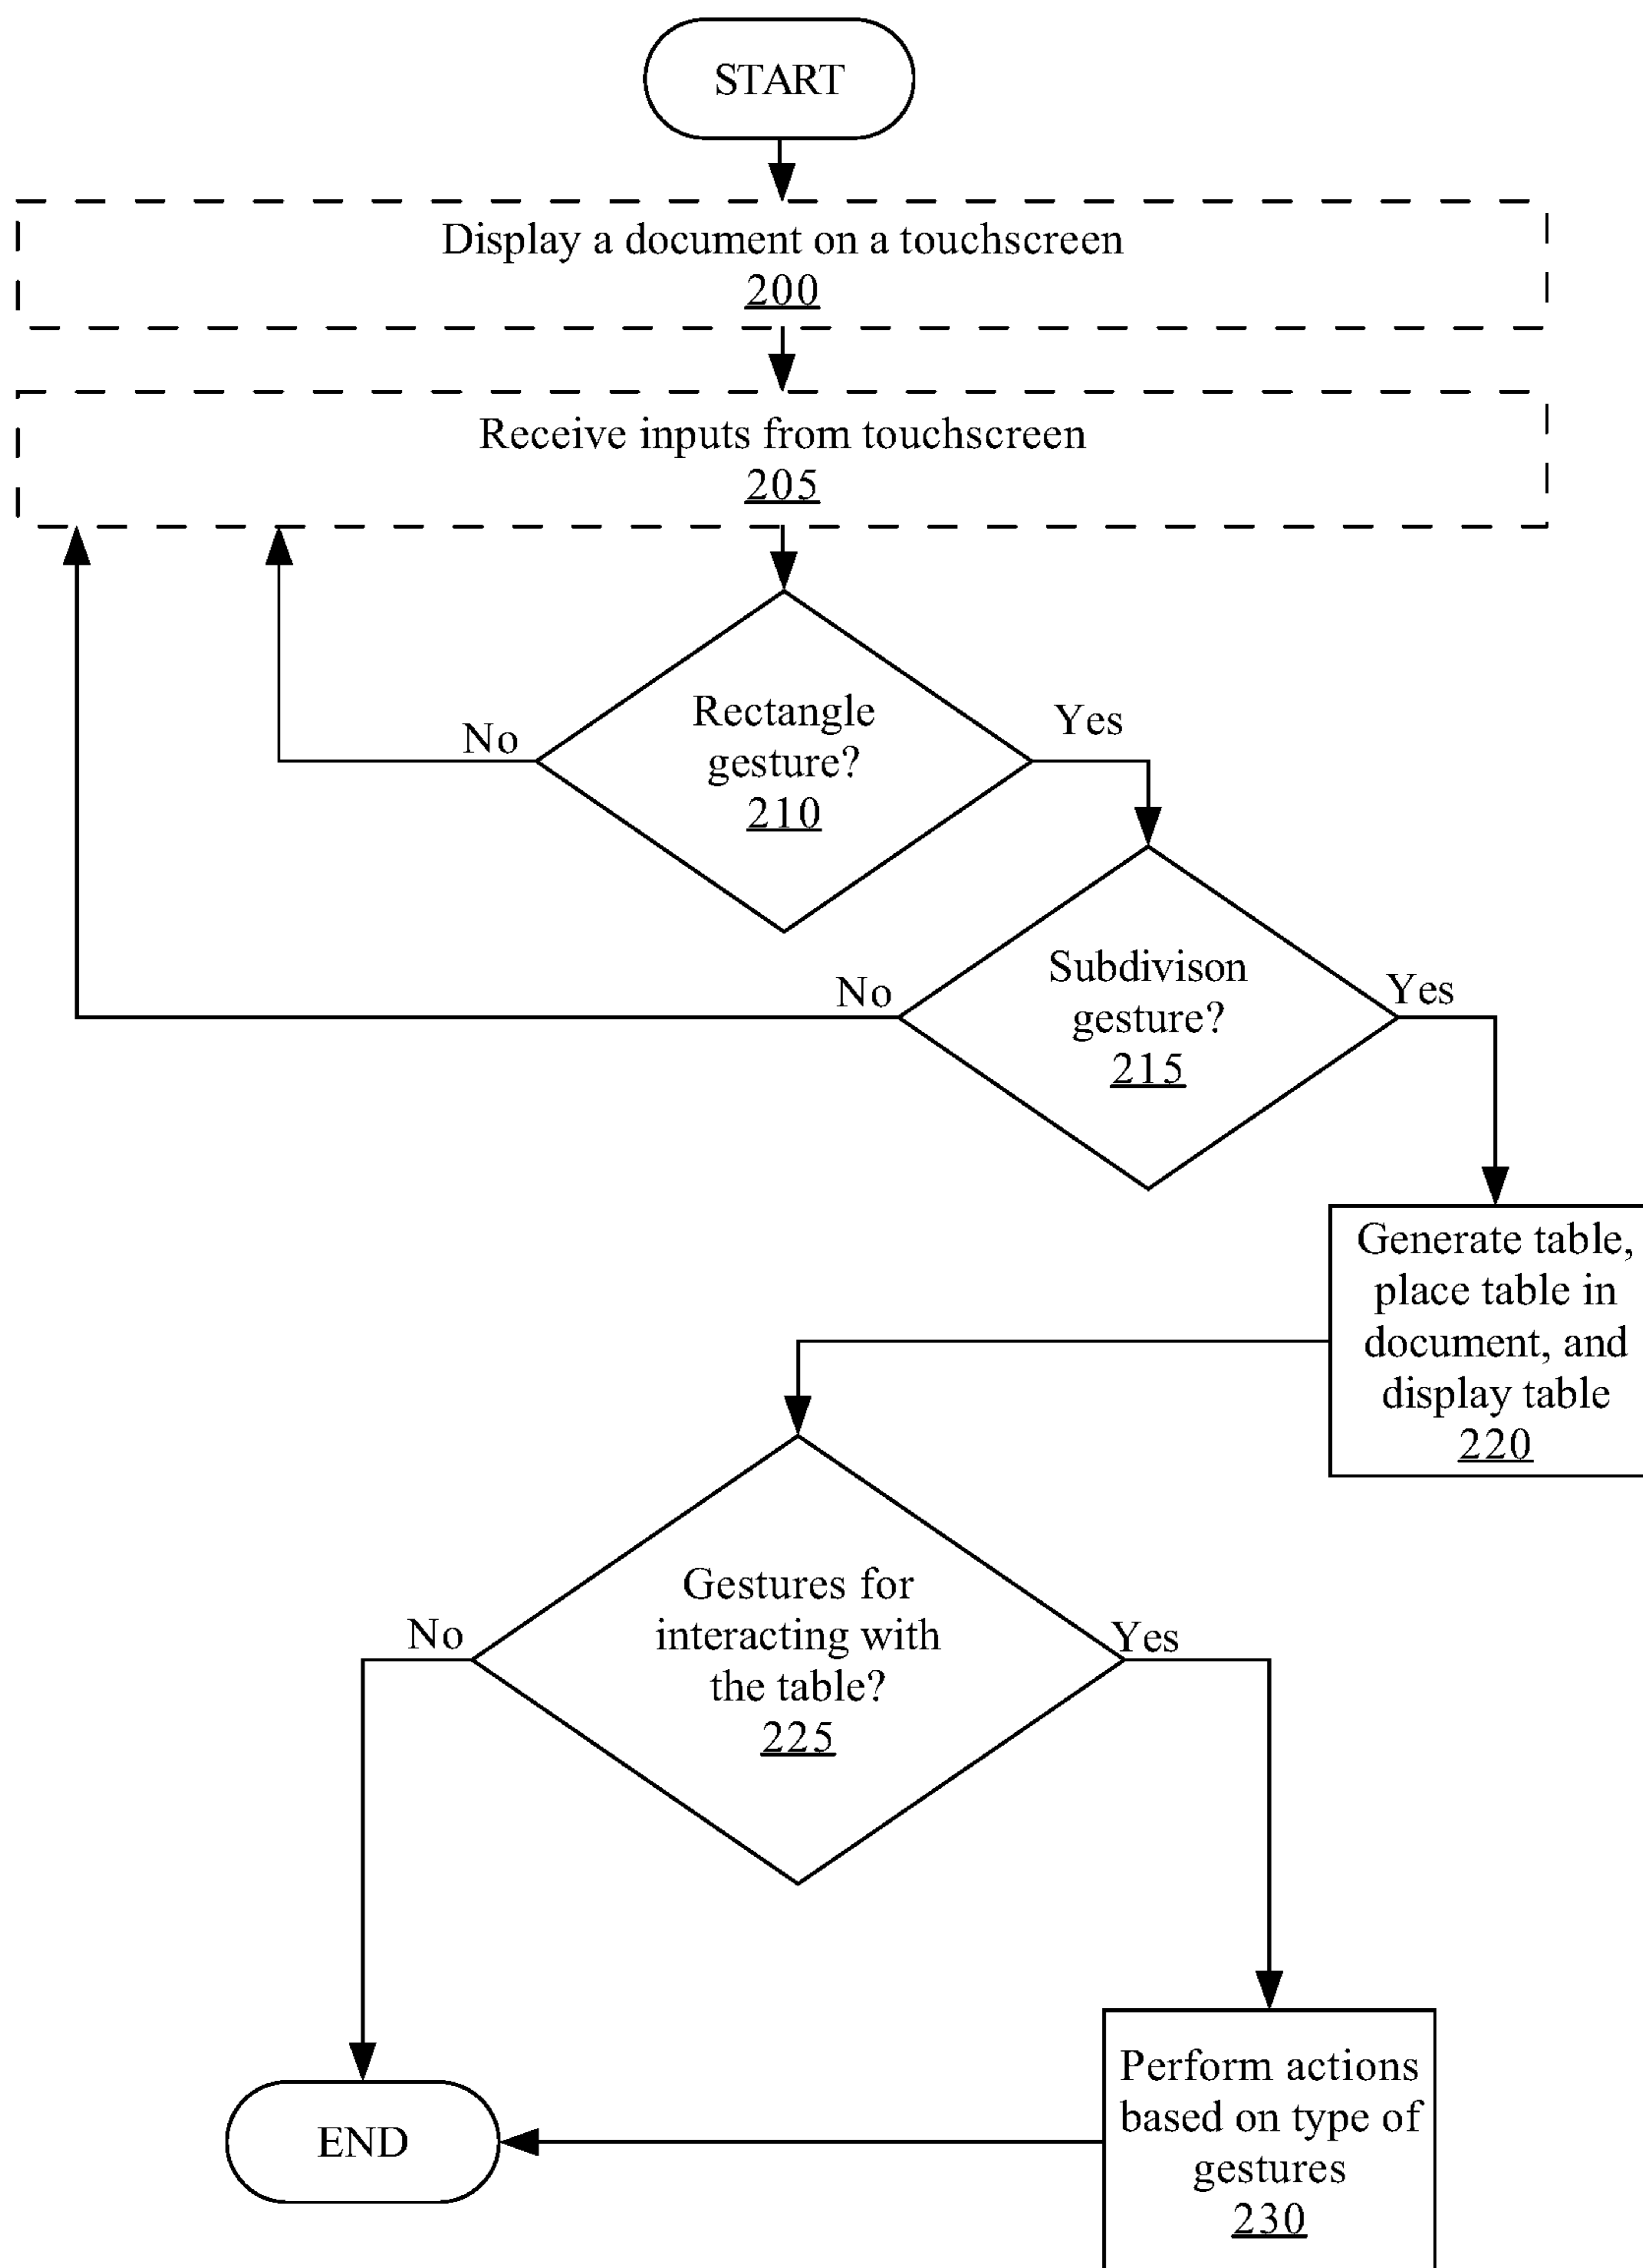 START
Display a document on a touchscreen
200
Receive inputs from touchscreen
205
Rectangle
gesture?
210
No
Yes
Subdivison
gesture?
215
No
Yes
Generate table,
place table in
document, and
display table
220
Gestures for
interacting with
the table?
225
No
Yes
Perform actions
based on type of
gestures
230
END